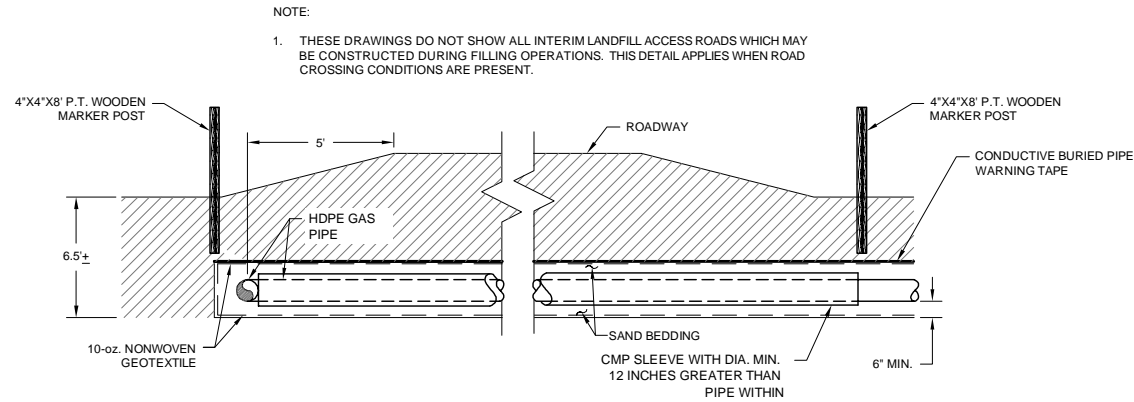 NOTE:
1. THESE DRAWINGS DO NOT SHOW ALL INTERIM LANDFILL ACCESS ROADS WHICH MAY
BE CONSTRUCTED DURING FILLING OPERATIONS. THIS DETAIL APPLIES WHEN ROAD
CROSSING CONDITIONS ARE PRESENT.
4"X4"X8' P.T. WOODEN
MARKER POST
5'
ROADWAY
4"X4"X8' P.T. WOODEN
MARKER POST
CONDUCTIVE BURIED PIPE
WARNING TAPE
HDPE GAS
PIPE
6.5'±
10-oz. NONWOVEN
GEOTEXTILE
SAND BEDDING
CMP SLEEVE WITH DIA. MIN.
12 INCHES GREATER THAN
PIPE WITHIN
6" MIN.